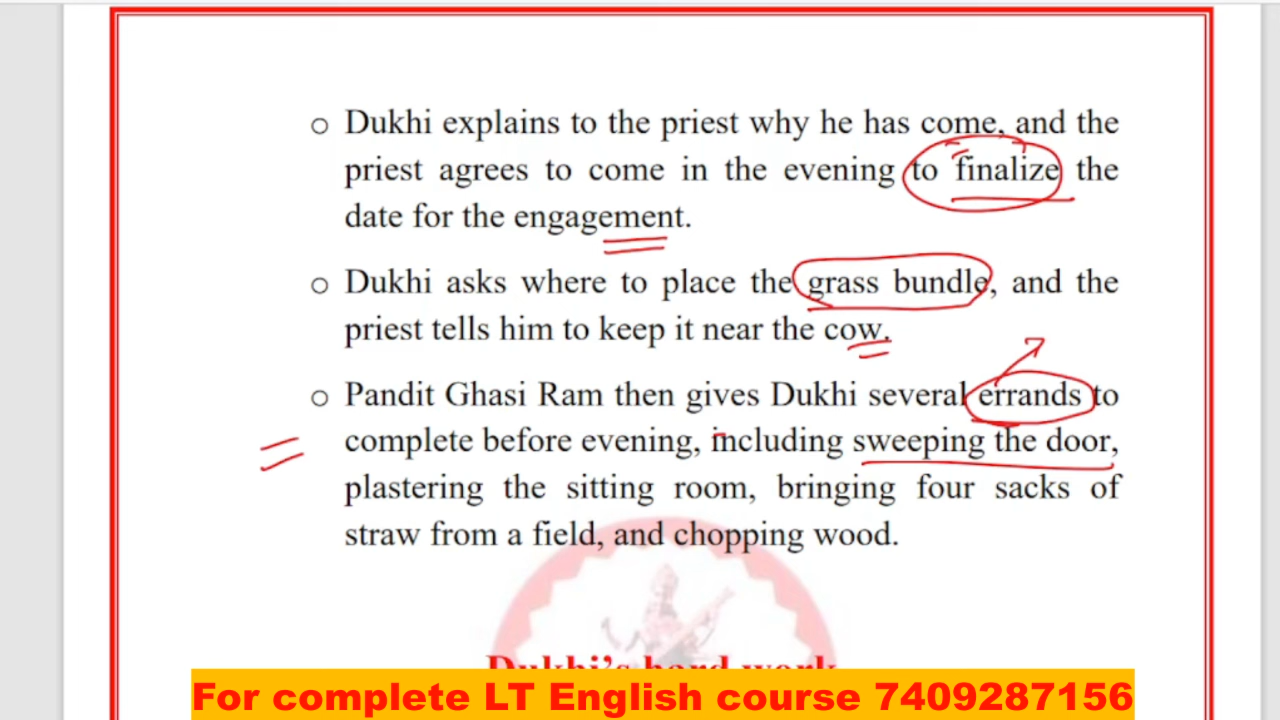 o Dukhi explains to the priest why he has come, and the
priest agrees to come in the evening to finalize the
date for the engagement.
o Dukhi asks where to place the grass bundle, and the
priest tells him to keep it near the cow.
o Pandit Ghasi Ram then gives Dukhi several errands to
complete before evening, including sweeping the door,
plastering the sitting room, bringing four sacks of
straw from a field, and chopping wood.
Dukhi's hard work
For complete LT English course 7409287156